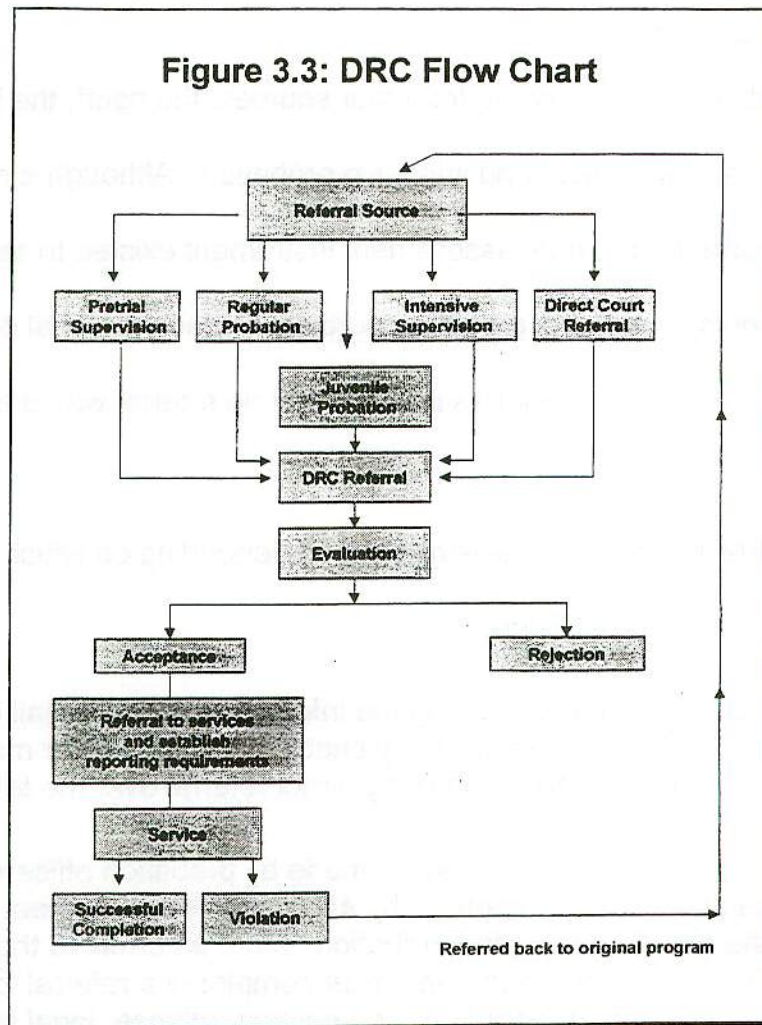 Figure 3.3: DRC Flow Chart
Referral Source
Pretrial
Supervision
Regular
Probation
Intensive
Supervision
Direct Court
Referral
Juvenile
Probation
DRC Referral
Evaluation
Acceptance
Rejection
Referral to services
and establish
reporting requirements
Service
Successful
Completion
Violation
Referred back to original program